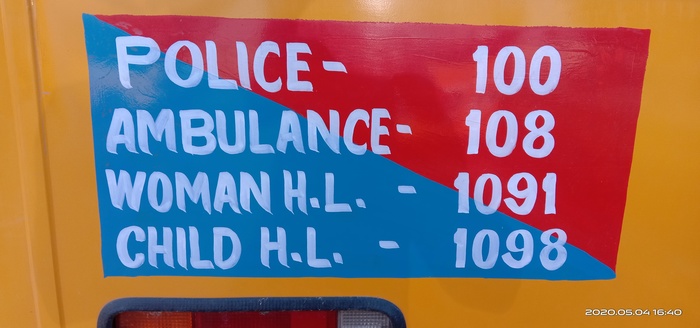 POLICE- 100
AMBULANCE- 108
WOMAN H.L. - 1091
CHILD H.L. - 1098
2020.05.04 16:40